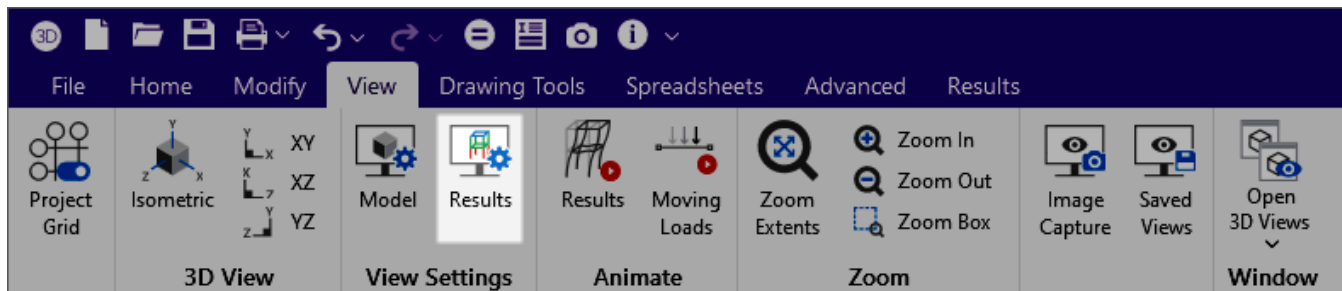 3D
File Home Modify View Drawing Tools Spreadsheets Advanced Results
Project Grid
Y
Z X
Isometric
Y
X
XY
X
Z
XZ
Y
Z
YZ
3D View
Model
Results
View Settings
Results
Moving Loads
Animate
Zoom Extents
Zoom In
Zoom Out
Zoom Box
Zoom
Image Capture
Saved Views
Open 3D Views
Window